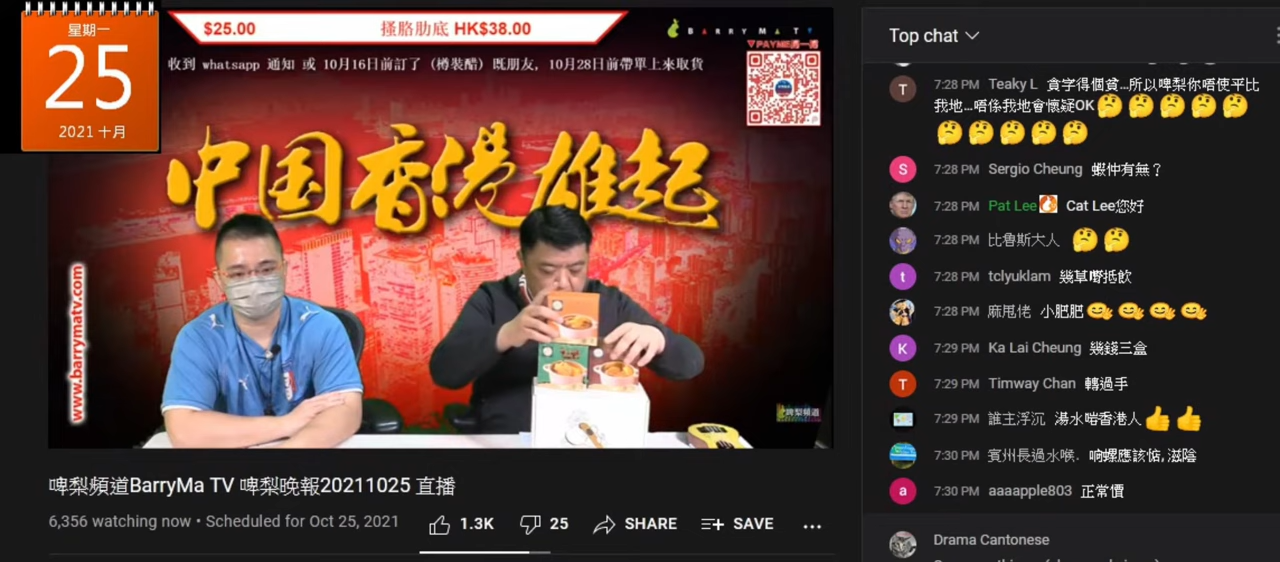 星期一
25
2021 十月
$25.00 搔胳肋底 HK$38.00
BARRYMATV
收到 whatsapp 通知 或 10月16日前訂了（樽裝醋）既朋友，10月28日前帶單上來取貨
中国香港雄起
www.barrymatv.com
啤梨頻道
啤梨頻道BarryMa TV 啤梨晚報20211025 直播
6,356 watching now • Scheduled for Oct 25, 2021
1.3K 25 SHARE SAVE
Top chat
T 7:28 PM Teaky L 貪字得個貧...所以啤梨你唔使平比
我地...唔係我地會懷疑OK🤔🤔🤔🤔🤔
🤔🤔🤔🤔🤔
S 7:28 PM Sergio Cheung 蝦仲有無？
7:28 PM Pat Lee Cat Lee您好
7:28 PM 比魯斯大人 🤔🤔
t 7:28 PM tclyuklam 幾草嘢抵飲
7:28 PM 麻甩佬 小肥肥
K 7:29 PM Ka Lai Cheung 幾錢三盒
T 7:29 PM Timway Chan 轉過手
7:29 PM 誰主浮沉 湯水啱香港人👍👍
7:30 PM 賓州長過水喉. 响螺應該惦, 滋陰
a 7:30 PM aaaapple803 正常價
Drama Cantonese